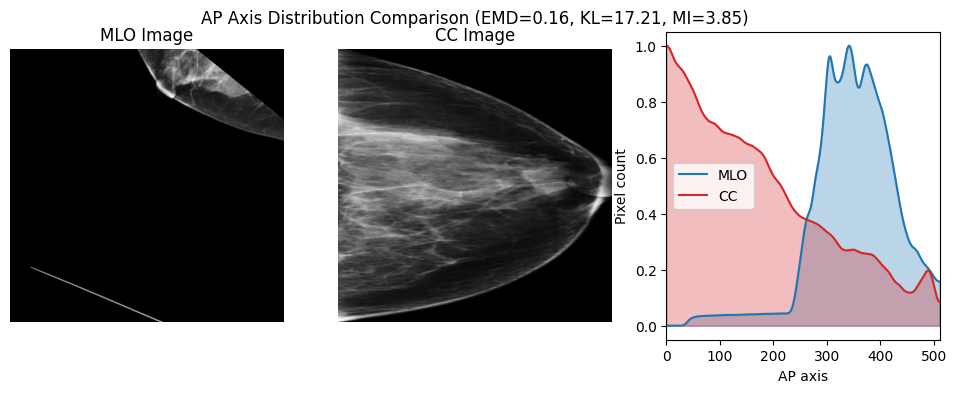 AP Axis Distribution Comparison (EMD=0.16, KL=17.21, MI=3.85)
MLO Image
CC Image
1.0
0.8
0.6
0.4
0.2
0.0
Pixel count
MLO
CC
0 100 200 300 400 500
AP axis